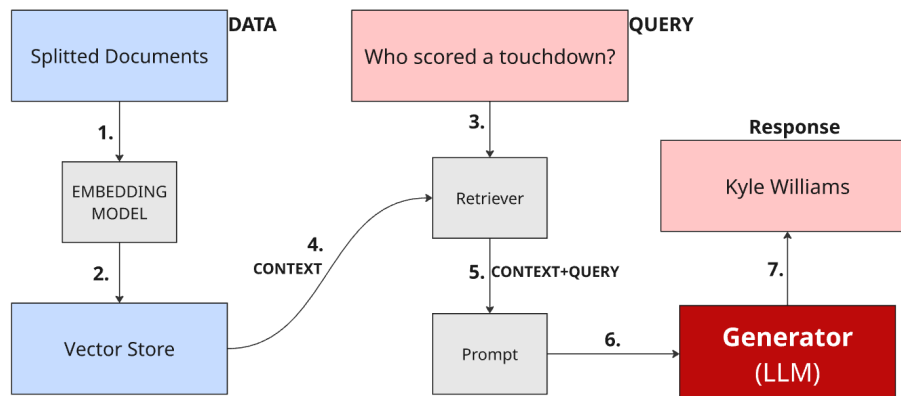 DATA
Splitted Documents
1.
EMBEDDING
MODEL
2.
Vector Store
QUERY
Who scored a touchdown?
3.
Retriever
4.
CONTEXT
5.
CONTEXT+QUERY
Prompt
6.
Generator
(LLM)
7.
Response
Kyle Williams